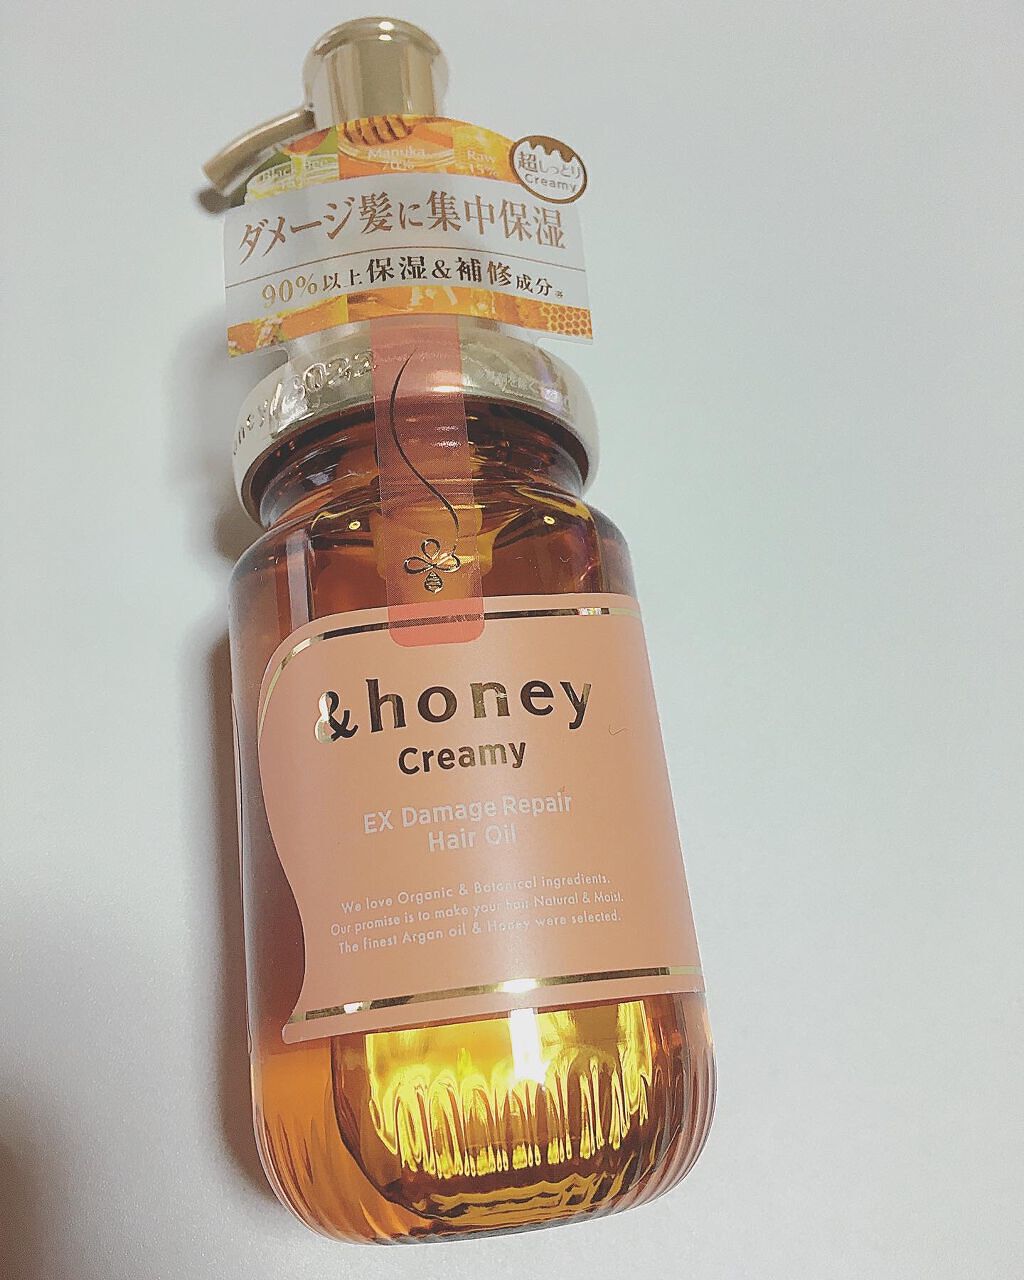 Manuka
Raw
超しっとり
Creamy
ダメージ髪に集中保湿
90%以上保湿&補修成分
&honey
Creamy
EX Damage Repair
Hair Oil
We love Organic & Botanical ingredients.
Our promise is to make your hair Natural & Moist.
The finest Argan oil & Honey were selected.